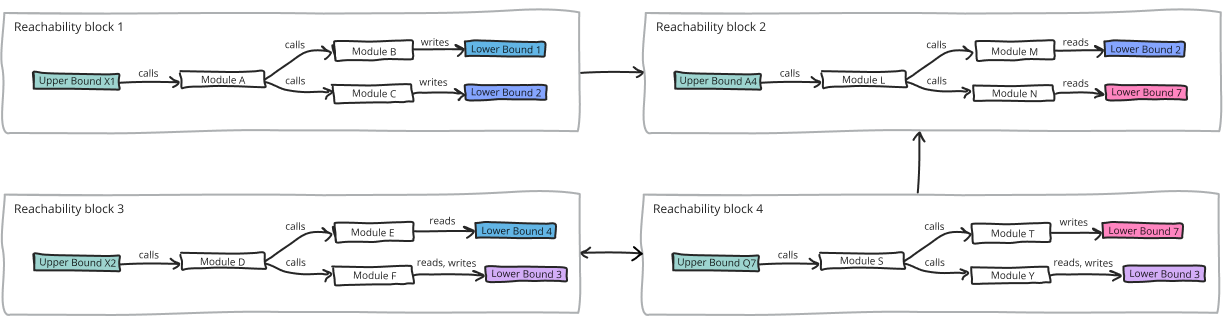 Reachability block 1
Upper Bound X1
calls
Module A
calls
Module B
writes
Lower Bound 1
calls
Module C
writes
Lower Bound 2
Reachability block 2
Upper Bound A4
calls
Module L
calls
Module M
reads
Lower Bound 2
calls
Module N
reads
Lower Bound 7
Reachability block 3
Upper Bound X2
calls
Module D
calls
Module E
reads
Lower Bound 4
calls
Module F
reads, writes
Lower Bound 3
Reachability block 4
Upper Bound Q7
calls
Module S
calls
Module T
writes
Lower Bound 7
calls
Module Y
reads, writes
Lower Bound 3